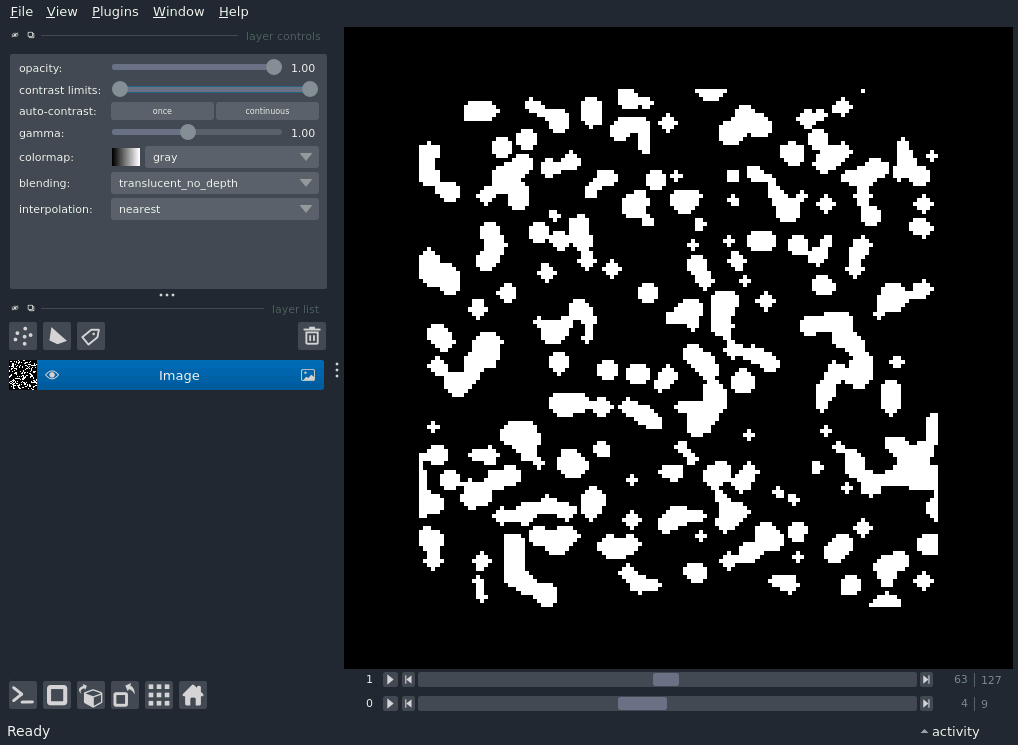 File View Plugins Window Help
layer controls
opacity: 1.00
contrast limits:
auto-contrast: once continuous
gamma: 1.00
colormap: gray
blending: translucent_no_depth
interpolation: nearest
layer list
Image
1 63 127
0 4 9
Ready activity